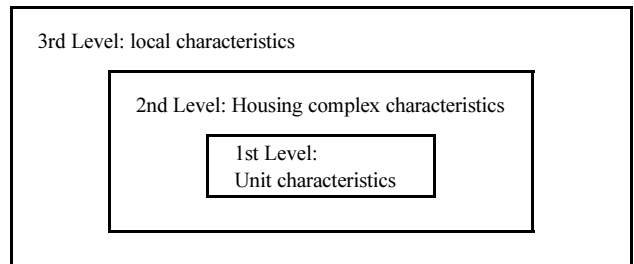 3rd Level: local characteristics
2nd Level: Housing complex characteristics
1st Level:
Unit characteristics